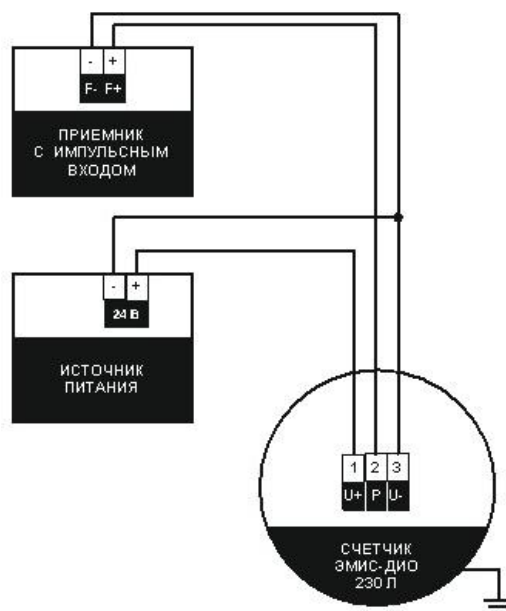 - +
F- F+
ПРИЕМНИК
С ИМПУЛЬСНЫМ
ВХОДОМ
- +
24 В
ИСТОЧНИК
ПИТАНИЯ
1 2 3
U+ P U-
СЧЕТЧИК
ЭМИС-ДИО
230 Л